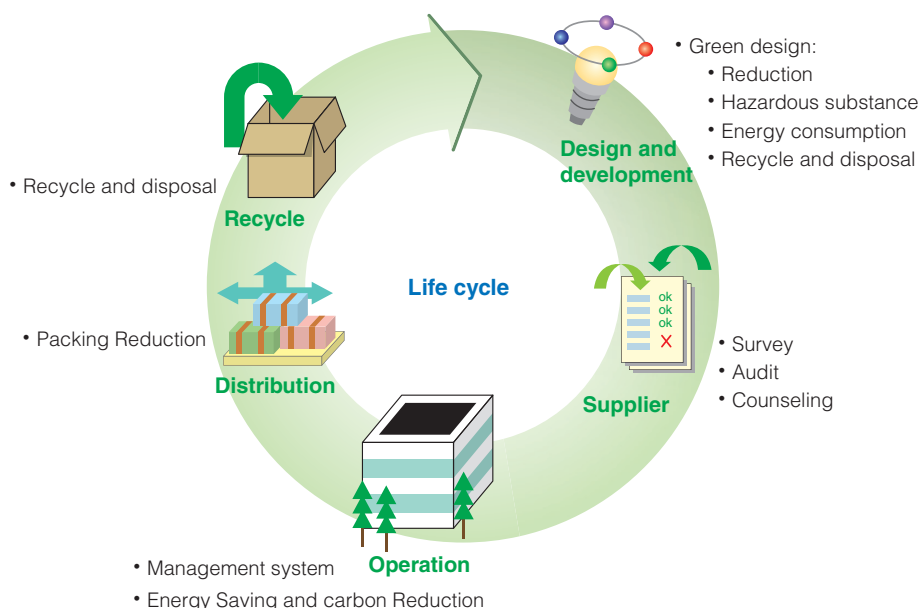 • Green design:
• Reduction
• Hazardous substance
• Energy consumption
• Recycle and disposal
Design and
development
• Recycle and disposal
Recycle
Life cycle
ok
ok
ok
X
• Survey
• Audit
• Counseling
Supplier
• Packing Reduction
Distribution
Operation
• Management system
• Energy Saving and carbon Reduction